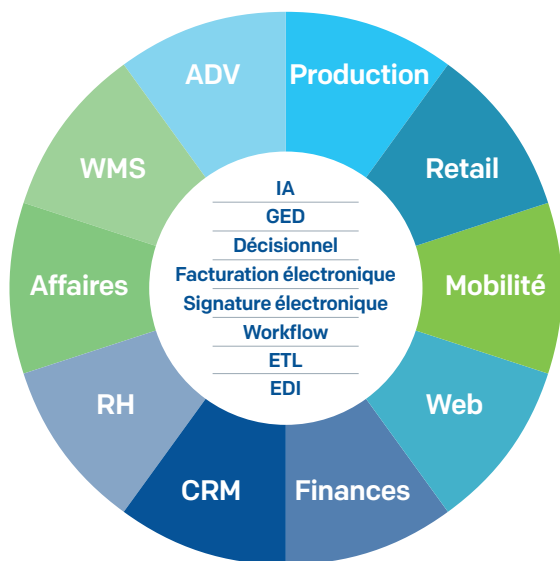 ADV
Production
WMS
Retail
Affaires
Mobilité
RH
Web
CRM
Finances
IA
GED
Décisionnel
Facturation électronique
Signature électronique
Workflow
ETL
EDI